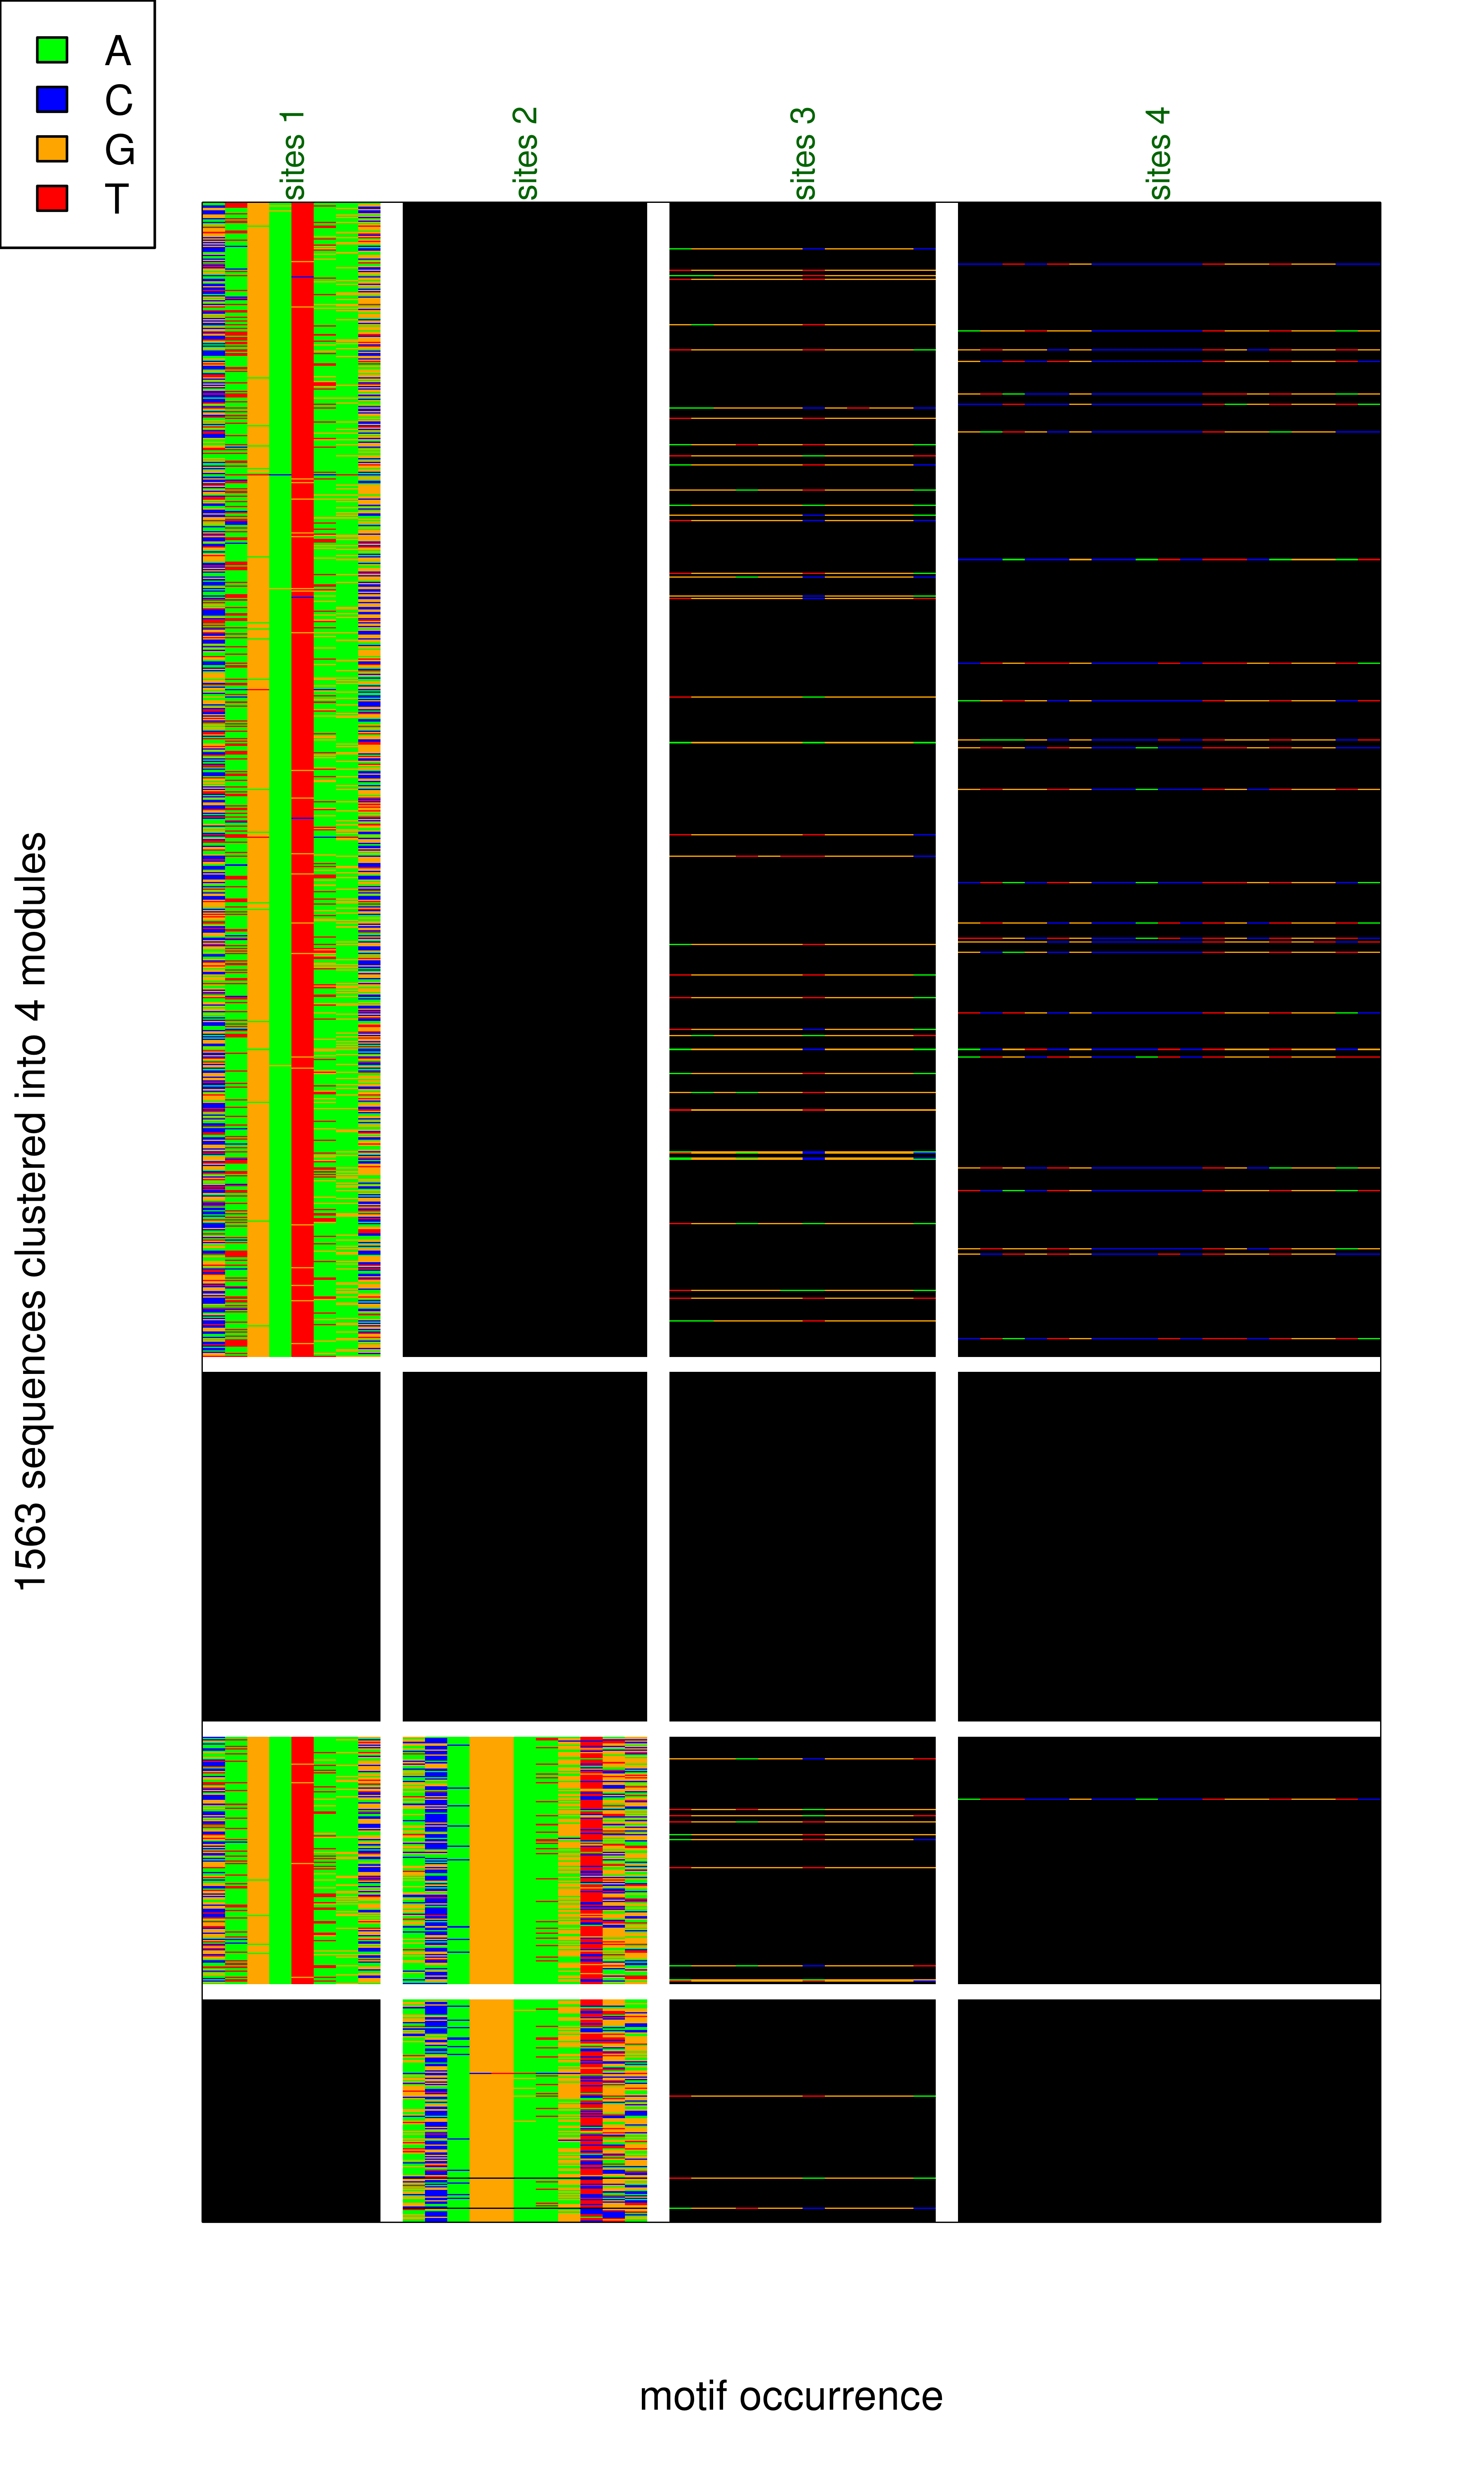 A
C
G
T
sites 1
sites 2
sites 3
sites 4
1563 sequences clustered into 4 modules
motif occurrence